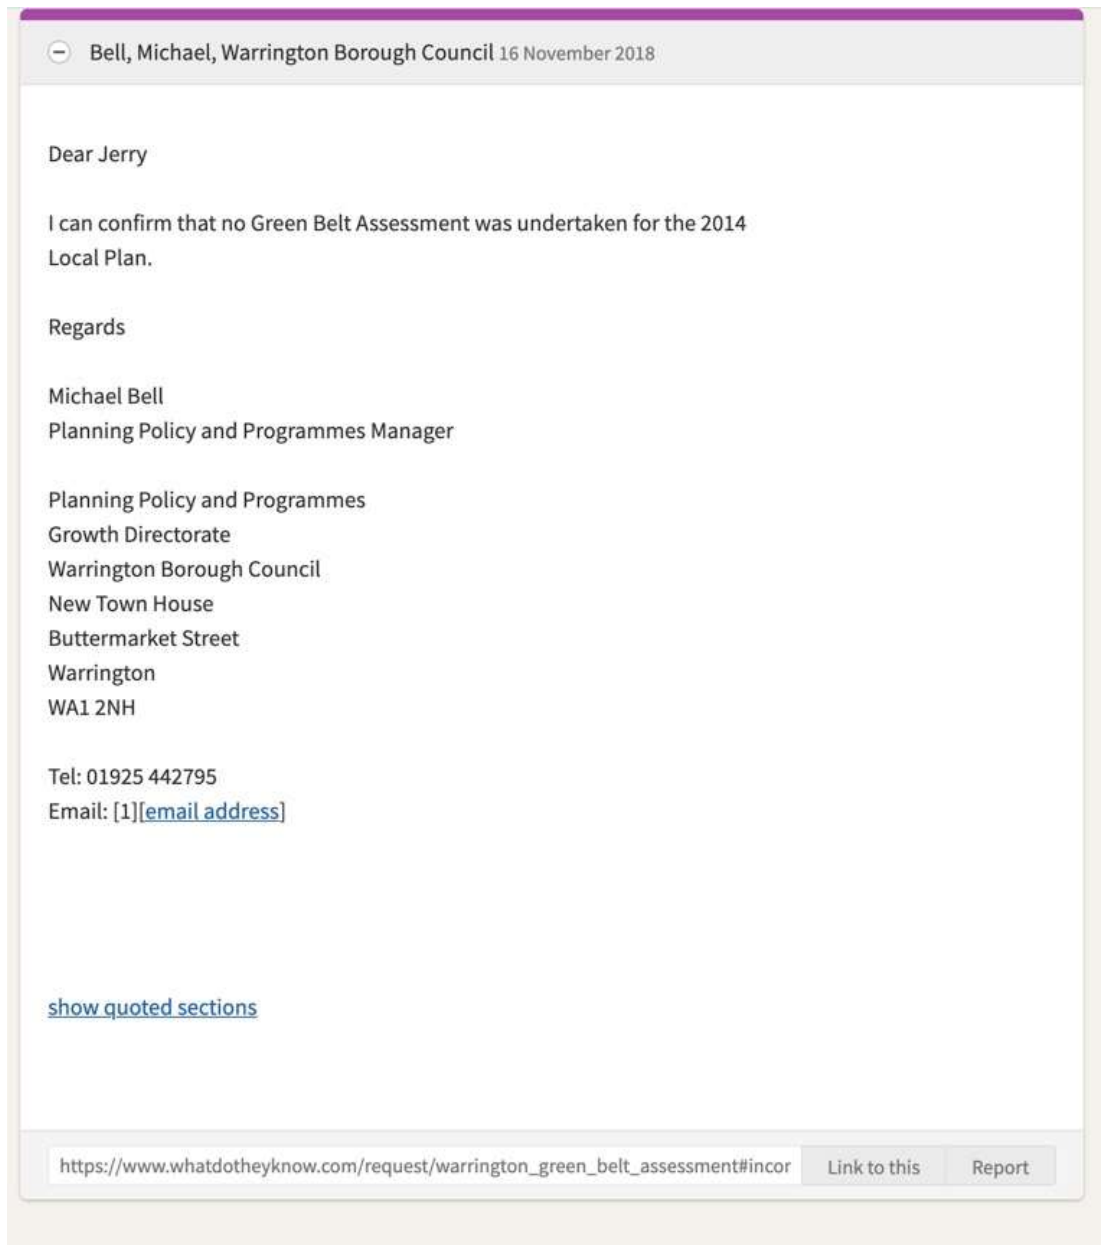 Bell, Michael, Warrington Borough Council 16 November 2018
Dear Jerry
I can confirm that no Green Belt Assessment was undertaken for the 2014
Local Plan.
Regards
Michael Bell
Planning Policy and Programmes Manager
Planning Policy and Programmes
Growth Directorate
Warrington Borough Council
New Town House
Buttermarket Street
Warrington
WA1 2NH
Tel: 01925 442795
Email: [1][email address]
show quoted sections
https://www.whatdotheyknow.com/request/warrington_green_belt_assessment#incor Link to this Report